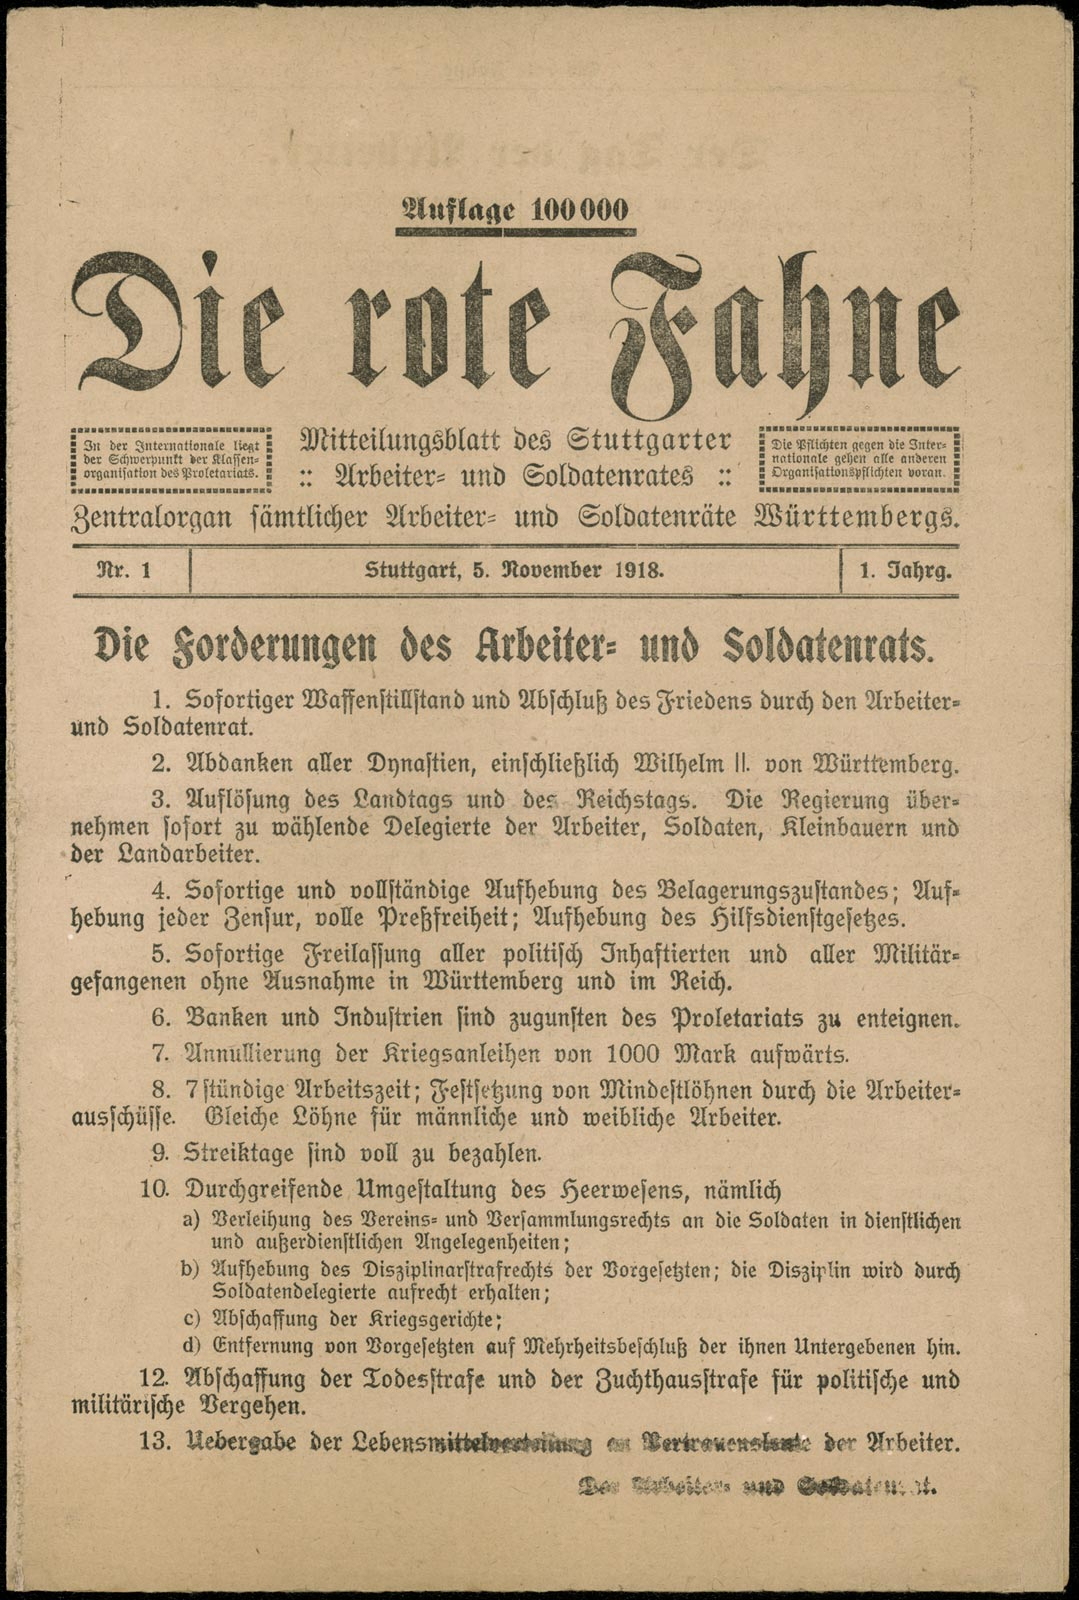 Auflage 100000
Die rote Fahne
In der Internationale liegt
der Schwerpunkt der Klassen-
organisation des Proletariats.
Mitteilungsblatt des Stuttgarter
:: Arbeiter- und Soldatenrates ::
Die Pflichten gegen die Inter-
nationale gehen alle anderen
Organisationspflichten voran.
Zentralorgan sämtlicher Arbeiter- und Soldatenräte Württembergs.
Nr. 1
Stuttgart, 5. November 1918.
1. Jahrg.
Die Forderungen des Arbeiter- und Soldatenrats.
1. Sofortiger Waffenstillstand und Abschluß des Friedens durch den Arbeiter-
und Soldatenrat.
2. Abdanken aller Dynastien, einschließlich Wilhelm II. von Württemberg.
3. Auflösung des Landtags und des Reichstags. Die Regierung über-
nehmen sofort zu wählende Delegierte der Arbeiter, Soldaten, Kleinbauern und
der Landarbeiter.
4. Sofortige und vollständige Aufhebung des Belagerungszustandes; Auf-
hebung jeder Zensur, volle Preßfreiheit; Aufhebung des Hilfsdienstgesetzes.
5. Sofortige Freilassung aller politisch Inhaftierten und aller Militär-
gefangenen ohne Ausnahme in Württemberg und im Reich.
6. Banken und Industrien sind zugunsten des Proletariats zu enteignen.
7. Annullierung der Kriegsanleihen von 1000 Mark aufwärts.
8. 7 stündige Arbeitszeit; Festsetzung von Mindestlöhnen durch die Arbeiter-
ausschüsse. Gleiche Löhne für männliche und weibliche Arbeiter.
9. Streiktage sind voll zu bezahlen.
10. Durchgreifende Umgestaltung des Heerwesens, nämlich
a) Verleihung des Vereins- und Versammlungsrechts an die Soldaten in dienstlichen
und außerdienstlichen Angelegenheiten;
b) Aufhebung des Disziplinarstrafrechts der Vorgesetzten; die Disziplin wird durch
Soldatendelegierte aufrecht erhalten;
c) Abschaffung der Kriegsgerichte;
d) Entfernung von Vorgesetzten auf Mehrheitsbeschluß der ihnen Untergebenen hin.
12. Abschaffung der Todesstrafe und der Zuchthausstrafe für politische und
militärische Vergehen.
13. Uebergabe der Lebensmittelverteilung an Vertrauensleute der Arbeiter.
Der Arbeiter- und Soldatenrat.